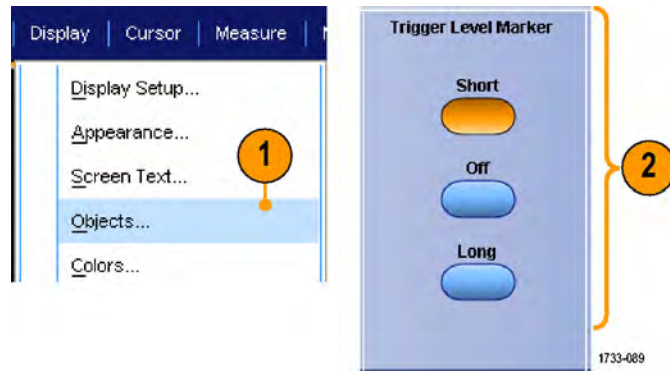 Display | Cursor | Measure |
Display Setup...
Appearance...
Screen Text...
Objects...
Colors...
1
Trigger Level Marker
Short
Off
Long
2
1733-089